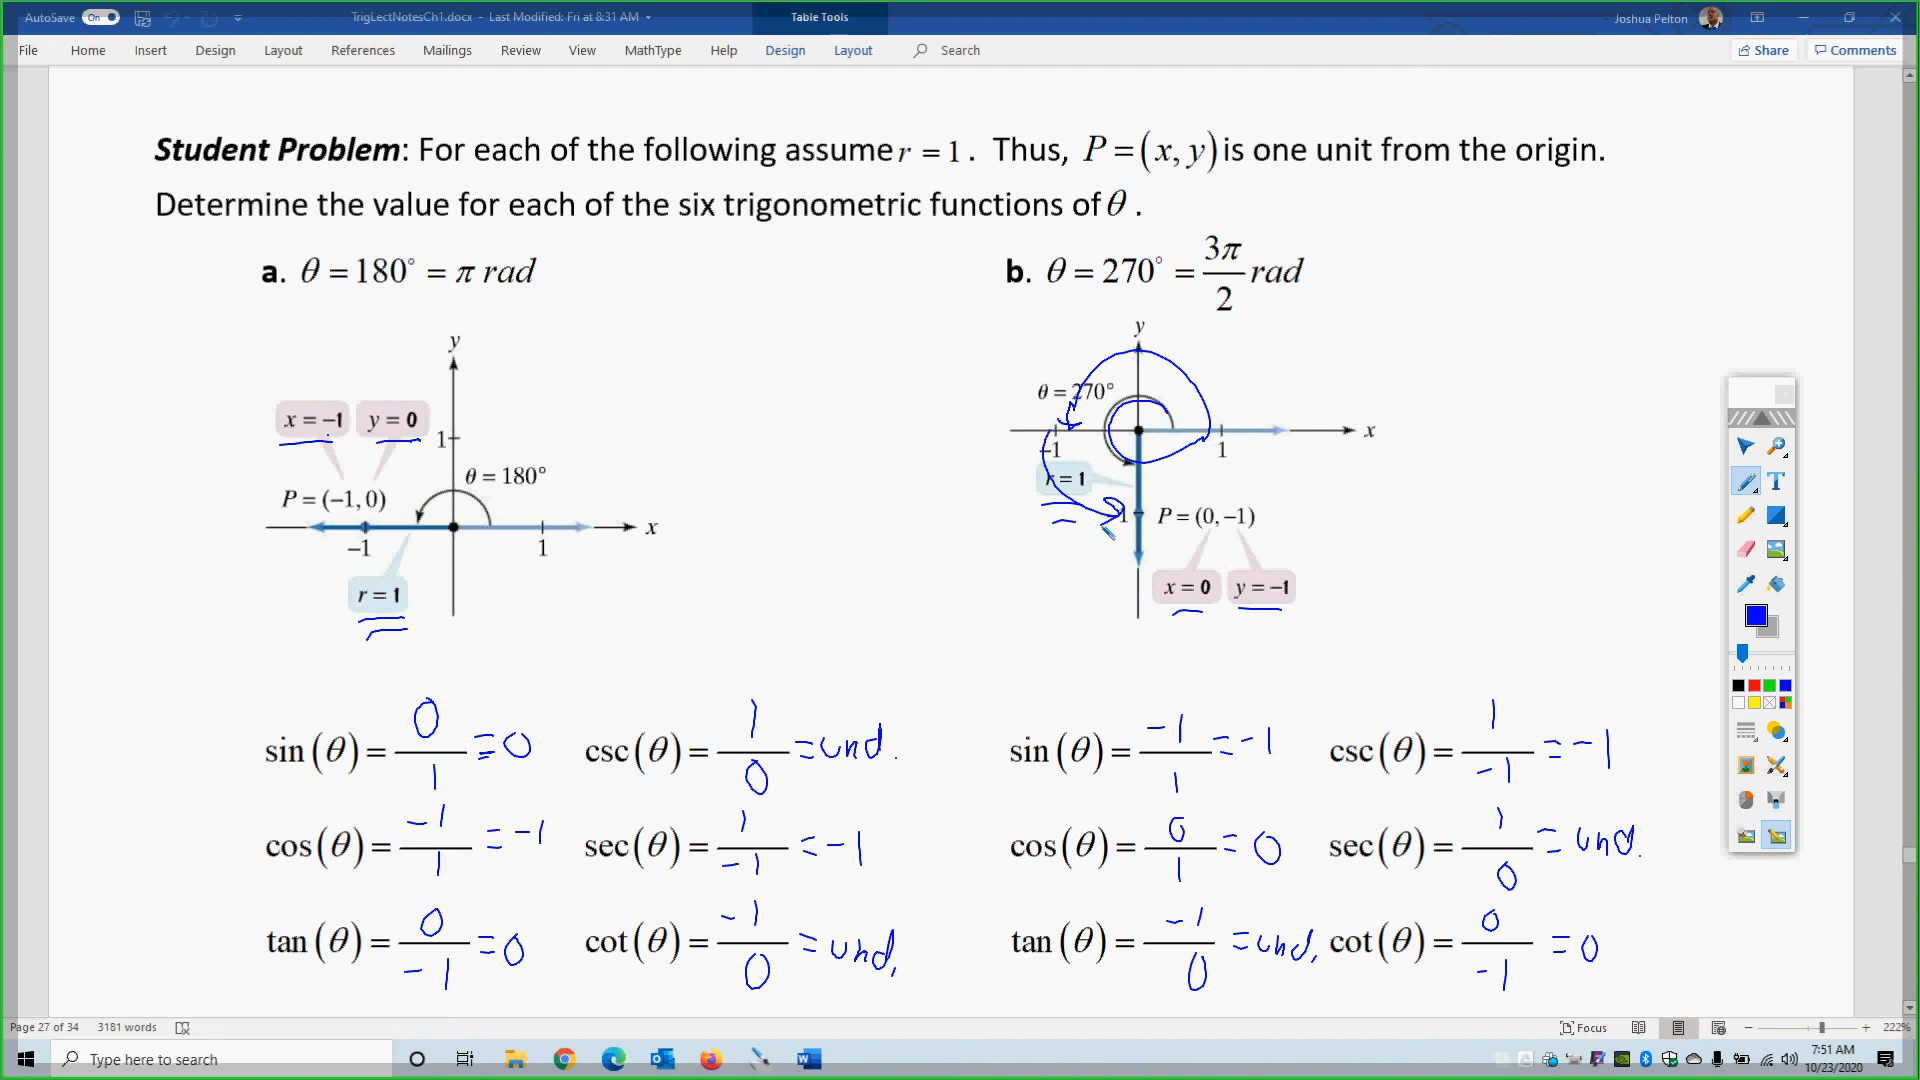 AutoSave On TrigLectNotesCh1.docx - Last Modified: Fri at 8:31 AM Table Tools Joshua Pelton
File Home Insert Design Layout References Mailings Review View MathType Help Design Layout Search Share Comments
Student Problem: For each of the following assume r = 1. Thus, P = (x, y) is one unit from the origin.
Determine the value for each of the six trigonometric functions of θ.
a. θ = 180° = π rad
b. θ = 270° = 3π/2 rad
y
x = −1 y = 0
1
θ = 180°
P = (−1, 0)
x
−1 1
r = 1
y
θ = 270°
x
−1 1
r = 1
1 P = (0, −1)
x = 0 y = −1
sin(θ) = 0/1 = 0 csc(θ) = 1/0 = und. sin(θ) = -1/1 = -1 csc(θ) = 1/-1 = -1
cos(θ) = -1/1 = -1 sec(θ) = 1/-1 = -1 cos(θ) = 0/1 = 0 sec(θ) = 1/0 = und.
tan(θ) = 0/-1 = 0 cot(θ) = -1/0 = und, tan(θ) = -1/0 = und, cot(θ) = 0/-1 = 0
Page 27 of 34 3181 words Focus 222%
Type here to search 7:51 AM
10/23/2020